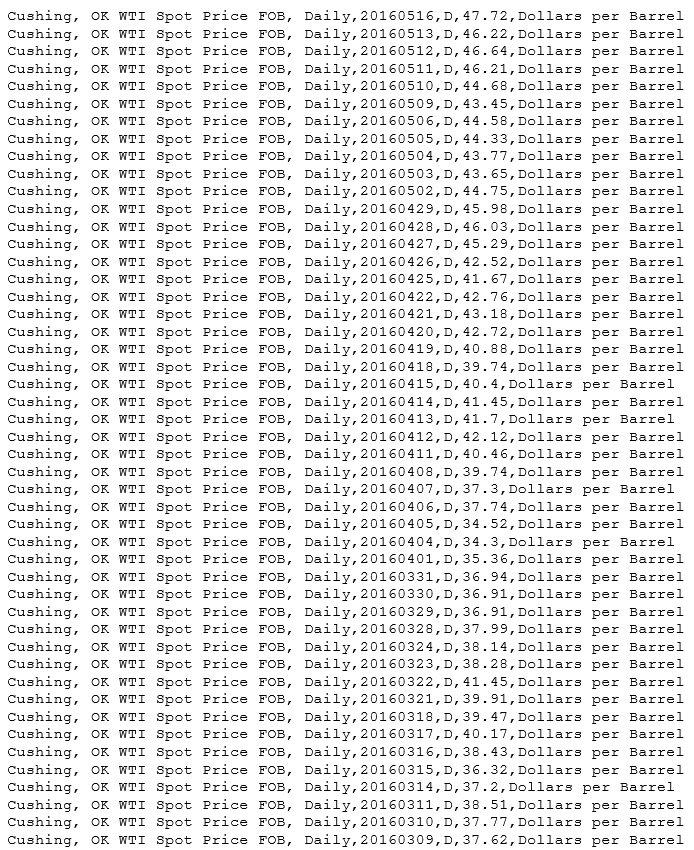 Cushing, OK WTI Spot Price FOB, Daily,20160516,D,47.72,Dollars per Barrel
Cushing, OK WTI Spot Price FOB, Daily,20160513,D,46.22,Dollars per Barrel
Cushing, OK WTI Spot Price FOB, Daily,20160512,D,46.64,Dollars per Barrel
Cushing, OK WTI Spot Price FOB, Daily,20160511,D,46.21,Dollars per Barrel
Cushing, OK WTI Spot Price FOB, Daily,20160510,D,44.68,Dollars per Barrel
Cushing, OK WTI Spot Price FOB, Daily,20160509,D,43.45,Dollars per Barrel
Cushing, OK WTI Spot Price FOB, Daily,20160506,D,44.58,Dollars per Barrel
Cushing, OK WTI Spot Price FOB, Daily,20160505,D,44.33,Dollars per Barrel
Cushing, OK WTI Spot Price FOB, Daily,20160504,D,43.77,Dollars per Barrel
Cushing, OK WTI Spot Price FOB, Daily,20160503,D,43.65,Dollars per Barrel
Cushing, OK WTI Spot Price FOB, Daily,20160502,D,44.75,Dollars per Barrel
Cushing, OK WTI Spot Price FOB, Daily,20160429,D,45.98,Dollars per Barrel
Cushing, OK WTI Spot Price FOB, Daily,20160428,D,46.03,Dollars per Barrel
Cushing, OK WTI Spot Price FOB, Daily,20160427,D,45.29,Dollars per Barrel
Cushing, OK WTI Spot Price FOB, Daily,20160426,D,42.52,Dollars per Barrel
Cushing, OK WTI Spot Price FOB, Daily,20160425,D,41.67,Dollars per Barrel
Cushing, OK WTI Spot Price FOB, Daily,20160422,D,42.76,Dollars per Barrel
Cushing, OK WTI Spot Price FOB, Daily,20160421,D,43.18,Dollars per Barrel
Cushing, OK WTI Spot Price FOB, Daily,20160420,D,42.72,Dollars per Barrel
Cushing, OK WTI Spot Price FOB, Daily,20160419,D,40.88,Dollars per Barrel
Cushing, OK WTI Spot Price FOB, Daily,20160418,D,39.74,Dollars per Barrel
Cushing, OK WTI Spot Price FOB, Daily,20160415,D,40.4,Dollars per Barrel
Cushing, OK WTI Spot Price FOB, Daily,20160414,D,41.45,Dollars per Barrel
Cushing, OK WTI Spot Price FOB, Daily,20160413,D,41.7,Dollars per Barrel
Cushing, OK WTI Spot Price FOB, Daily,20160412,D,42.12,Dollars per Barrel
Cushing, OK WTI Spot Price FOB, Daily,20160411,D,40.46,Dollars per Barrel
Cushing, OK WTI Spot Price FOB, Daily,20160408,D,39.74,Dollars per Barrel
Cushing, OK WTI Spot Price FOB, Daily,20160407,D,37.3,Dollars per Barrel
Cushing, OK WTI Spot Price FOB, Daily,20160406,D,37.74,Dollars per Barrel
Cushing, OK WTI Spot Price FOB, Daily,20160405,D,34.52,Dollars per Barrel
Cushing, OK WTI Spot Price FOB, Daily,20160404,D,34.3,Dollars per Barrel
Cushing, OK WTI Spot Price FOB, Daily,20160401,D,35.36,Dollars per Barrel
Cushing, OK WTI Spot Price FOB, Daily,20160331,D,36.94,Dollars per Barrel
Cushing, OK WTI Spot Price FOB, Daily,20160330,D,36.91,Dollars per Barrel
Cushing, OK WTI Spot Price FOB, Daily,20160329,D,36.91,Dollars per Barrel
Cushing, OK WTI Spot Price FOB, Daily,20160328,D,37.99,Dollars per Barrel
Cushing, OK WTI Spot Price FOB, Daily,20160324,D,38.14,Dollars per Barrel
Cushing, OK WTI Spot Price FOB, Daily,20160323,D,38.28,Dollars per Barrel
Cushing, OK WTI Spot Price FOB, Daily,20160322,D,41.45,Dollars per Barrel
Cushing, OK WTI Spot Price FOB, Daily,20160321,D,39.91,Dollars per Barrel
Cushing, OK WTI Spot Price FOB, Daily,20160318,D,39.47,Dollars per Barrel
Cushing, OK WTI Spot Price FOB, Daily,20160317,D,40.17,Dollars per Barrel
Cushing, OK WTI Spot Price FOB, Daily,20160316,D,38.43,Dollars per Barrel
Cushing, OK WTI Spot Price FOB, Daily,20160315,D,36.32,Dollars per Barrel
Cushing, OK WTI Spot Price FOB, Daily,20160314,D,37.2,Dollars per Barrel
Cushing, OK WTI Spot Price FOB, Daily,20160311,D,38.51,Dollars per Barrel
Cushing, OK WTI Spot Price FOB, Daily,20160310,D,37.77,Dollars per Barrel
Cushing, OK WTI Spot Price FOB, Daily,20160309,D,37.62,Dollars per Barrel